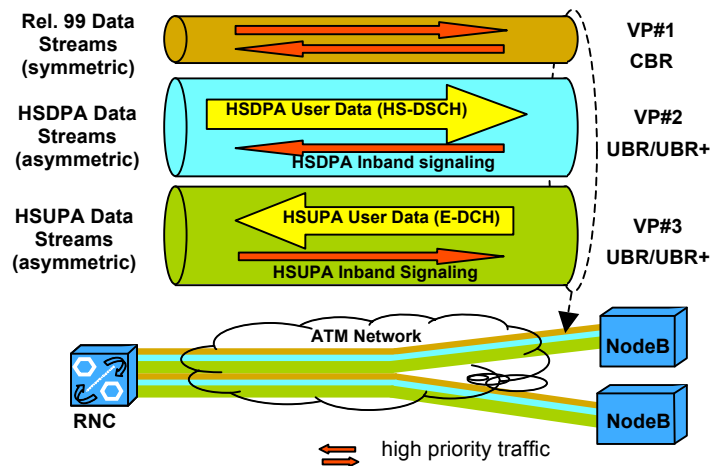 Rel. 99 Data
Streams
(symmetric)
VP#1
CBR
HSDPA Data
Streams
(asymmetric)
HSDPA User Data (HS-DSCH)
HSDPA Inband signaling
VP#2
UBR/UBR+
HSUPA Data
Streams
(asymmetric)
HSUPA User Data (E-DCH)
HSUPA Inband Signaling
VP#3
UBR/UBR+
ATM Network
NodeB
RNC
NodeB
high priority traffic